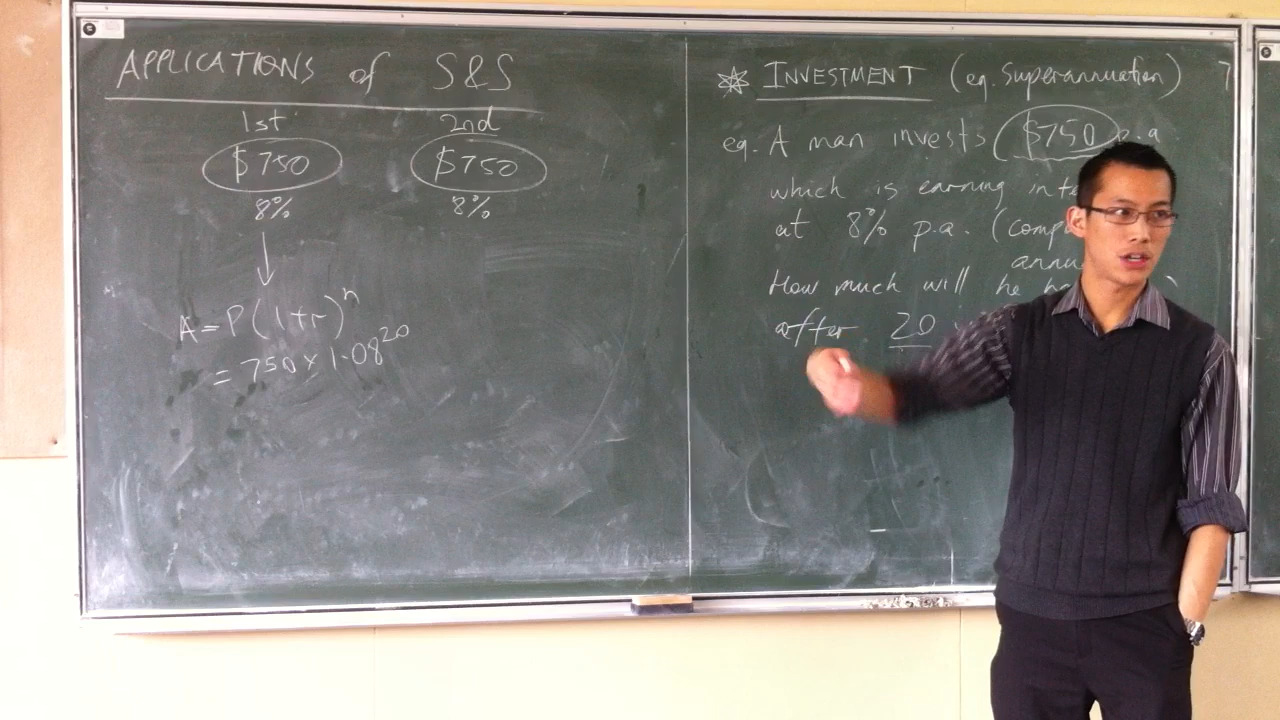 APPLICATIONS of S&S
1st 2nd
$750 $750
8% 8%
A = P(1+r)^n
= 750 × 1.08^20
INVESTMENT (eg. Superannuation)
eg. A man invests $750 p.a
which is earning
at 8% p.a.
How much will he
after 20